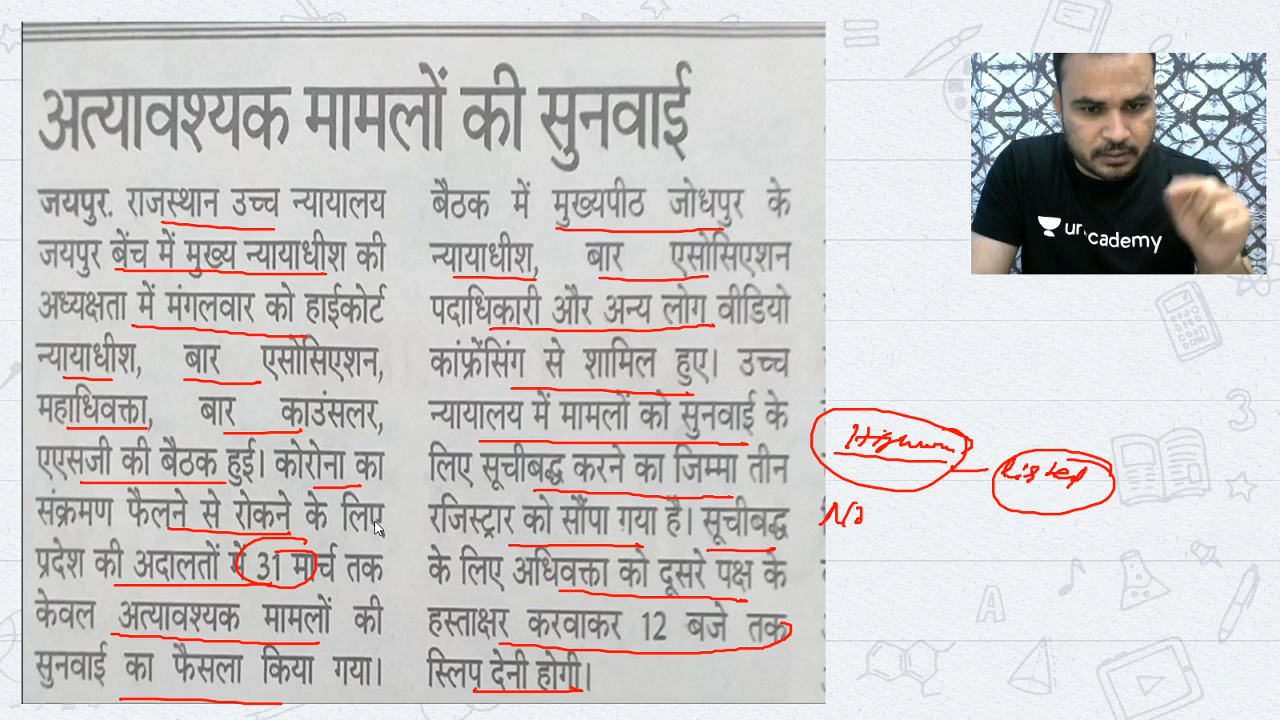 अत्यावश्यक मामलों की सुनवाई
जयपुर. राजस्थान उच्च न्यायालय
जयपुर बेंच में मुख्य न्यायाधीश की
अध्यक्षता में मंगलवार को हाईकोर्ट
न्यायाधीश, बार एसोसिएशन,
महाधिवक्ता, बार काउंसलर,
एएसजी की बैठक हुई। कोरोना का
संक्रमण फैलने से रोकने के लिए
प्रदेश की अदालतों में 31 मार्च तक
केवल अत्यावश्यक मामलों की
सुनवाई का फैसला किया गया।
बैठक में मुख्यपीठ जोधपुर के
न्यायाधीश, बार एसोसिएशन
पदाधिकारी और अन्य लोग वीडियो
कांफ्रेंसिंग से शामिल हुए। उच्च
न्यायालय में मामलों को सुनवाई के
लिए सूचीबद्ध करने का जिम्मा तीन
रजिस्ट्रार को सौंपा गया है। सूचीबद्ध
के लिए अधिवक्ता को दूसरे पक्ष के
हस्ताक्षर करवाकर 12 बजे तक
स्लिप देनी होगी।